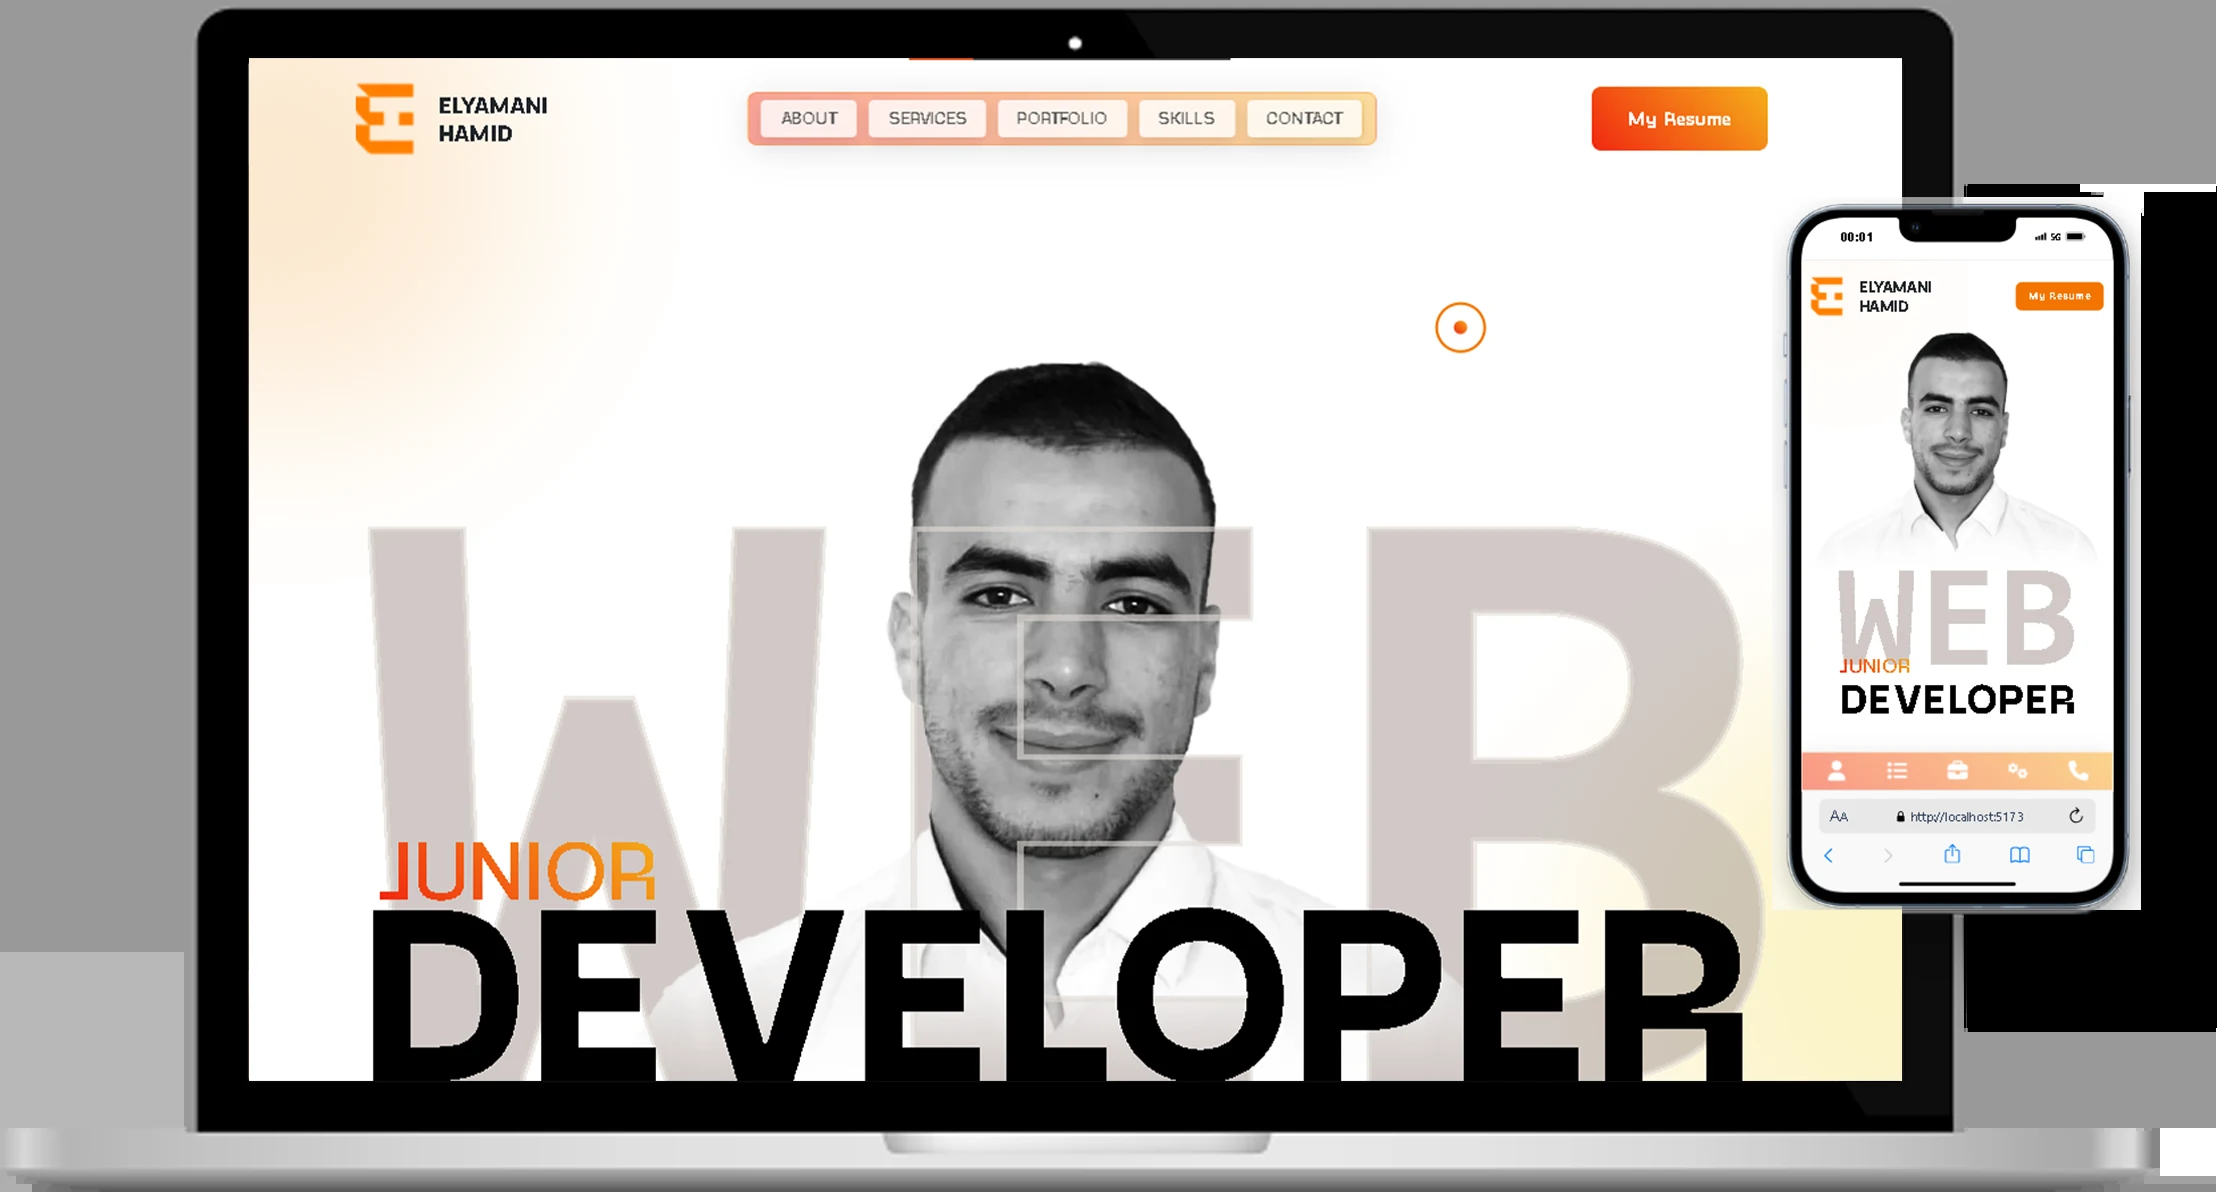 ELYAMANI
HAMID
ABOUT SERVICES PORTFOLIO SKILLS CONTACT
My Resume
WEB
JUNIOR
DEVELOPER
00:01 5G
ELYAMANI
HAMID
My Resume
WEB
JUNIOR
DEVELOPER
AA http://localhost:5173